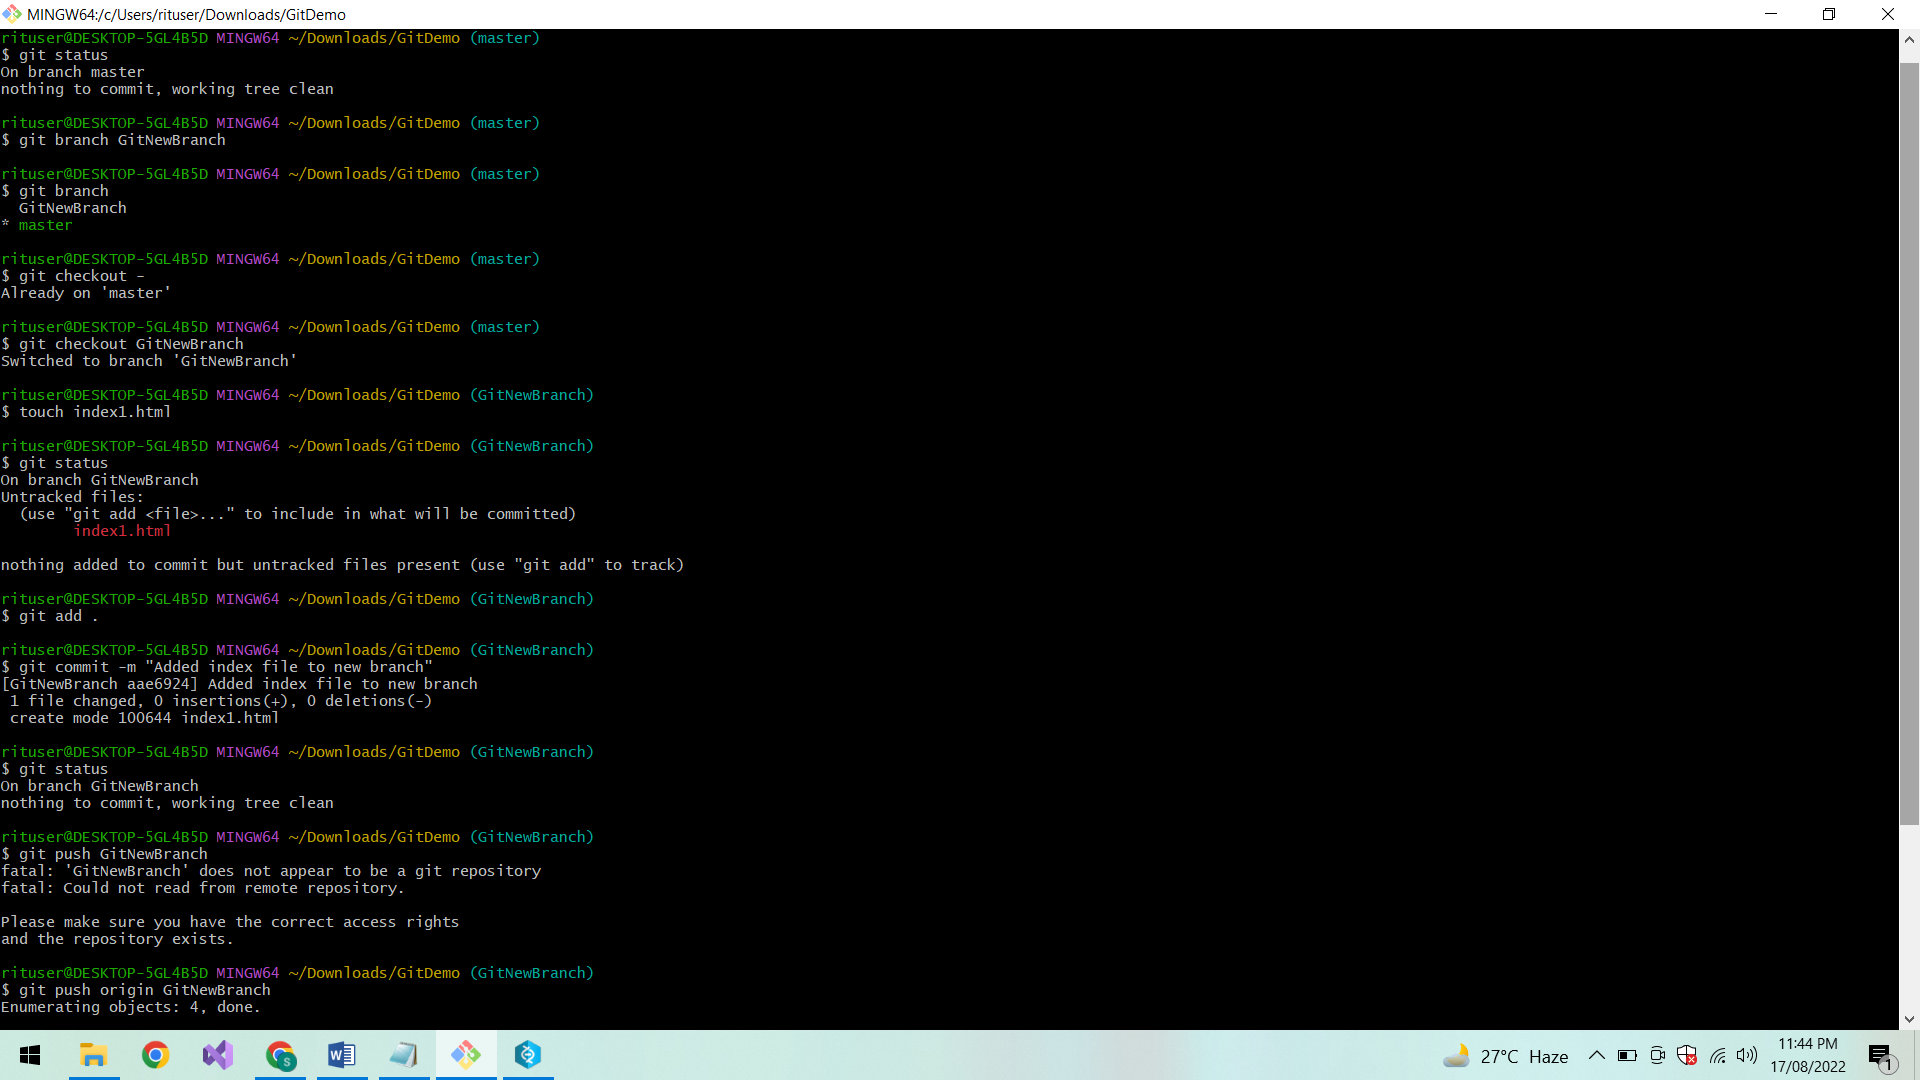 MINGW64:/c/Users/rituser/Downloads/GitDemo
rituser@DESKTOP-5GL4B5D MINGW64 ~/Downloads/GitDemo (master)
$ git status
On branch master
nothing to commit, working tree clean
rituser@DESKTOP-5GL4B5D MINGW64 ~/Downloads/GitDemo (master)
$ git branch GitNewBranch
rituser@DESKTOP-5GL4B5D MINGW64 ~/Downloads/GitDemo (master)
$ git branch
  GitNewBranch
* master
rituser@DESKTOP-5GL4B5D MINGW64 ~/Downloads/GitDemo (master)
$ git checkout -
Already on 'master'
rituser@DESKTOP-5GL4B5D MINGW64 ~/Downloads/GitDemo (master)
$ git checkout GitNewBranch
Switched to branch 'GitNewBranch'
rituser@DESKTOP-5GL4B5D MINGW64 ~/Downloads/GitDemo (GitNewBranch)
$ touch index1.html
rituser@DESKTOP-5GL4B5D MINGW64 ~/Downloads/GitDemo (GitNewBranch)
$ git status
On branch GitNewBranch
Untracked files:
  (use "git add <file>..." to include in what will be committed)
        index1.html
nothing added to commit but untracked files present (use "git add" to track)
rituser@DESKTOP-5GL4B5D MINGW64 ~/Downloads/GitDemo (GitNewBranch)
$ git add .
rituser@DESKTOP-5GL4B5D MINGW64 ~/Downloads/GitDemo (GitNewBranch)
$ git commit -m "Added index file to new branch"
[GitNewBranch aae6924] Added index file to new branch
 1 file changed, 0 insertions(+), 0 deletions(-)
 create mode 100644 index1.html
rituser@DESKTOP-5GL4B5D MINGW64 ~/Downloads/GitDemo (GitNewBranch)
$ git status
On branch GitNewBranch
nothing to commit, working tree clean
rituser@DESKTOP-5GL4B5D MINGW64 ~/Downloads/GitDemo (GitNewBranch)
$ git push GitNewBranch
fatal: 'GitNewBranch' does not appear to be a git repository
fatal: Could not read from remote repository.
Please make sure you have the correct access rights
and the repository exists.
rituser@DESKTOP-5GL4B5D MINGW64 ~/Downloads/GitDemo (GitNewBranch)
$ git push origin GitNewBranch
Enumerating objects: 4, done.
S
W
27°C Haze
11:44 PM
17/08/2022
1